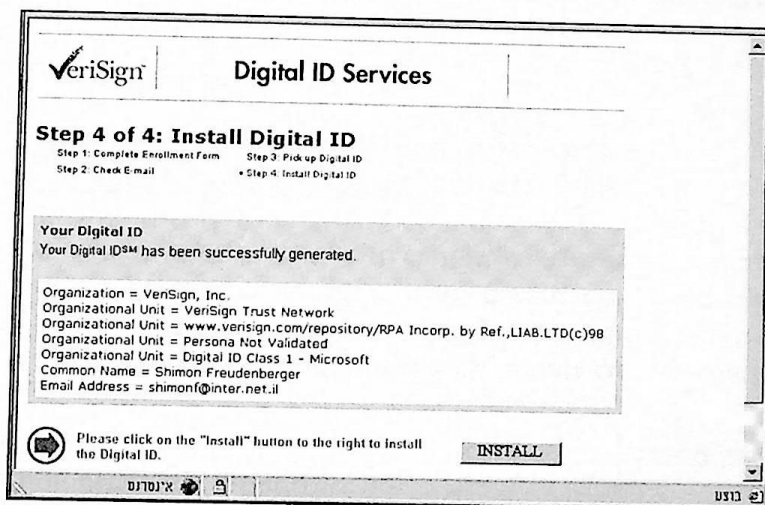 VeriSign™
Digital ID Services
Step 4 of 4: Install Digital ID
Step 1: Complete Enrollment Form
Step 3: Pick up Digital ID
Step 2: Check E-mail
• Step 4: Install Digital ID
Your Digital ID
Your Digital IDSM has been successfully generated.
Organization = VeriSign, Inc.
Organizational Unit = VeriSign Trust Network
Organizational Unit = www.verisign.com/repository/RPA Incorp. by Ref.,LIAB.LTD(c)98
Organizational Unit = Persona Not Validated
Organizational Unit = Digital ID Class 1 - Microsoft
Common Name = Shimon Freudenberger
Email Address = shimonf@inter.net.il
Please click on the "Install" button to the right to install
the Digital ID.
INSTALL
אינטרנט
בוצע